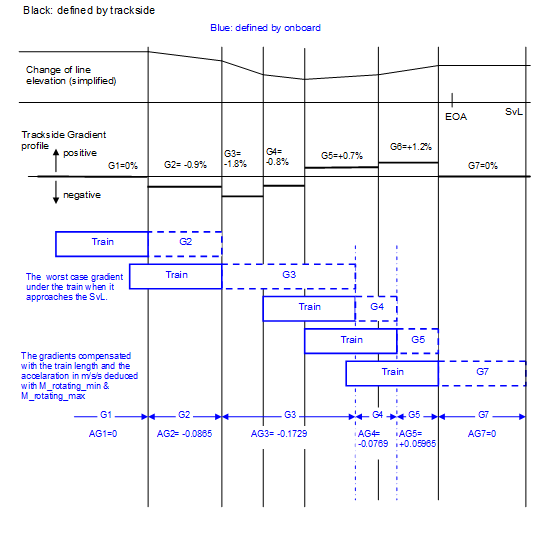 Black: defined by trackside
Blue: defined by onboard
Change of line
elevation (simplified)
EOA
SvL
Trackside Gradient
profile
positive
negative
G1=0%
G2= -0.9%
G3=
-1.8%
G4=
-0.8%
G5=+0.7%
G6=+1.2%
G7=0%
Train
G2
The worst case gradient
under the train when it
approaches the SvL.
Train
G3
Train
G4
Train
G5
The gradients compensated
with the train length and the
accelaration in m/s/s deduced
with M_rotating_min &
M_rotating_max
Train
G7
G1
G2
G3
G4
G5
G7
AG1=0
AG2= -0.0865
AG3= -0.1729
AG4=
-0.0769
AG5=
+0.05965
AG7=0